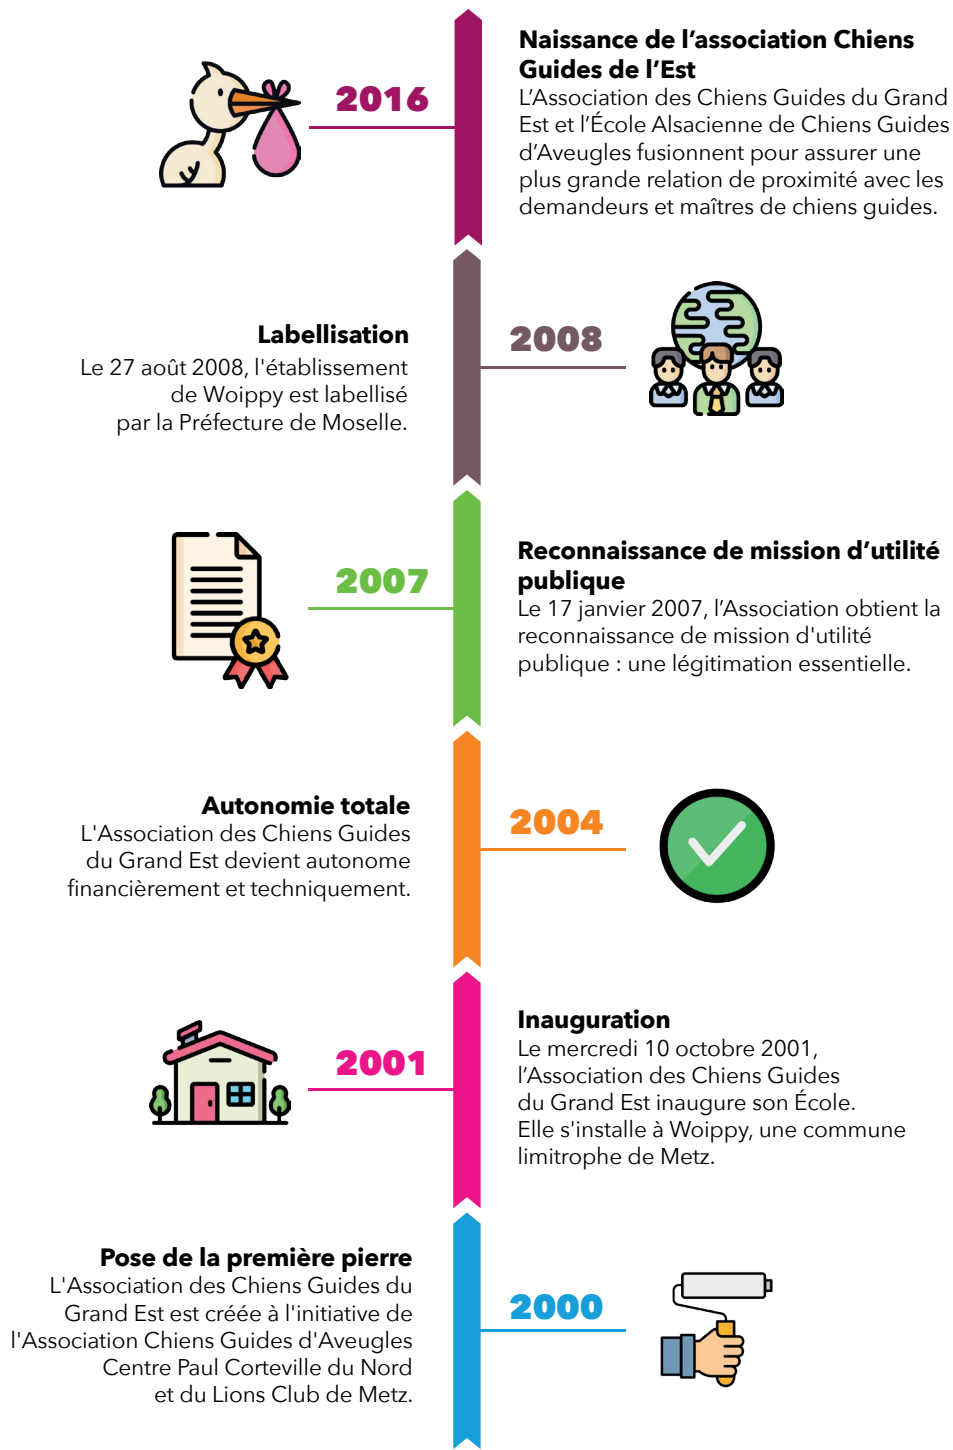 2016
Naissance de l’association Chiens
Guides de l’Est
L’Association des Chiens Guides du Grand
Est et l’École Alsacienne de Chiens Guides
d’Aveugles fusionnent pour assurer une
plus grande relation de proximité avec les
demandeurs et maîtres de chiens guides.
2008
Labellisation
Le 27 août 2008, l'établissement
de Woippy est labellisé
par la Préfecture de Moselle.
2007
Reconnaissance de mission d’utilité
publique
Le 17 janvier 2007, l’Association obtient la
reconnaissance de mission d'utilité
publique : une légitimation essentielle.
2004
Autonomie totale
L'Association des Chiens Guides
du Grand Est devient autonome
financièrement et techniquement.
2001
Inauguration
Le mercredi 10 octobre 2001,
l’Association des Chiens Guides
du Grand Est inaugure son École.
Elle s'installe à Woippy, une commune
limitrophe de Metz.
2000
Pose de la première pierre
L'Association des Chiens Guides du
Grand Est est créée à l'initiative de
l'Association Chiens Guides d'Aveugles
Centre Paul Corteville du Nord
et du Lions Club de Metz.